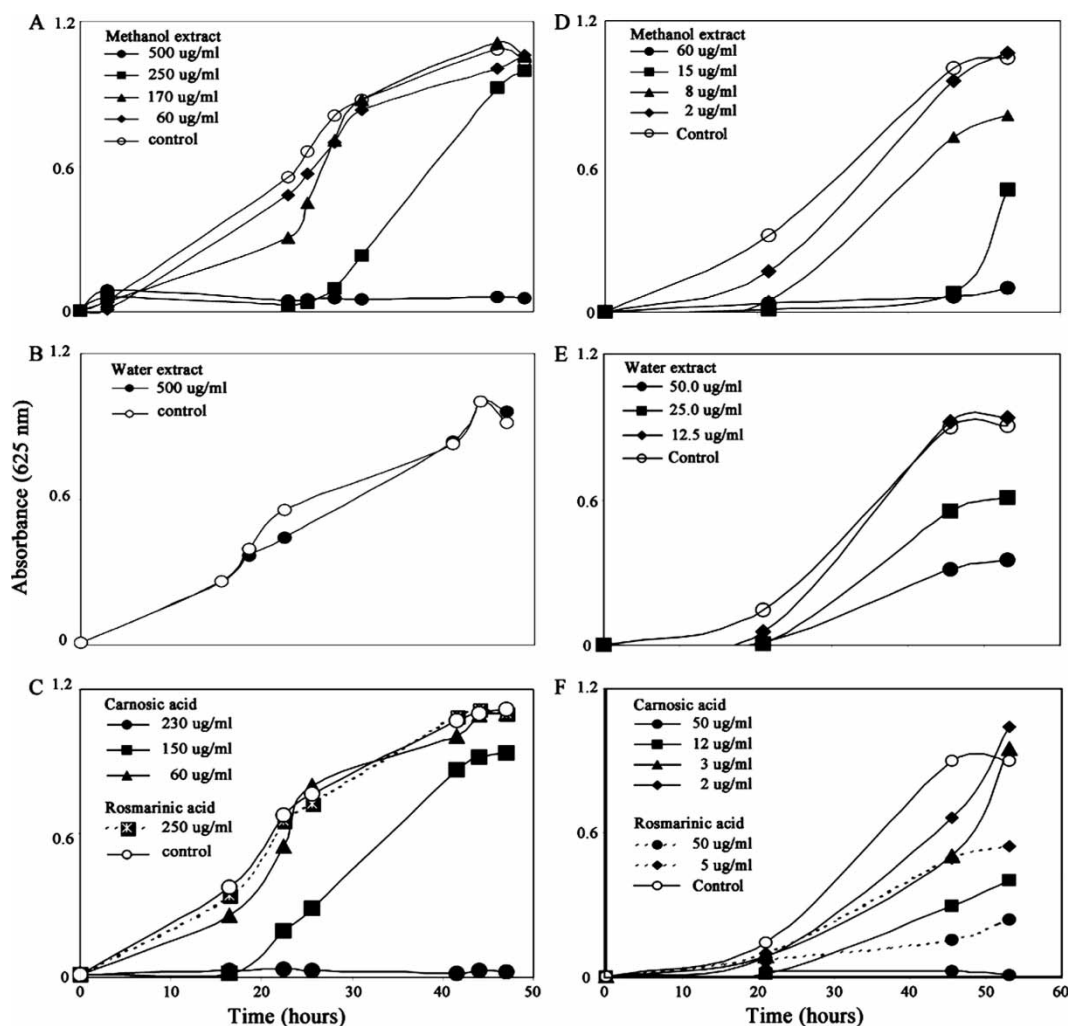 A
1.2
Methanol extract
500 ug/ml
250 ug/ml
170 ug/ml
60 ug/ml
control
0.6
0
D
1.2
Methanol extract
60 ug/ml
15 ug/ml
8 ug/ml
2 ug/ml
Control
0.6
0
B
1.2
Water extract
500 ug/ml
control
0.6
0
E
1.2
Water extract
50.0 ug/ml
25.0 ug/ml
12.5 ug/ml
Control
0.6
0
Absorbance (625 nm)
C
1.2
Carnosic acid
230 ug/ml
150 ug/ml
60 ug/ml
Rosmarinic acid
250 ug/ml
control
0.6
0
0 10 20 30 40 50
Time (hours)
F
1.2
Carnosic acid
50 ug/ml
12 ug/ml
3 ug/ml
2 ug/ml
Rosmarinic acid
50 ug/ml
5 ug/ml
Control
0.6
0
0 10 20 30 40 50 60
Time (hours)